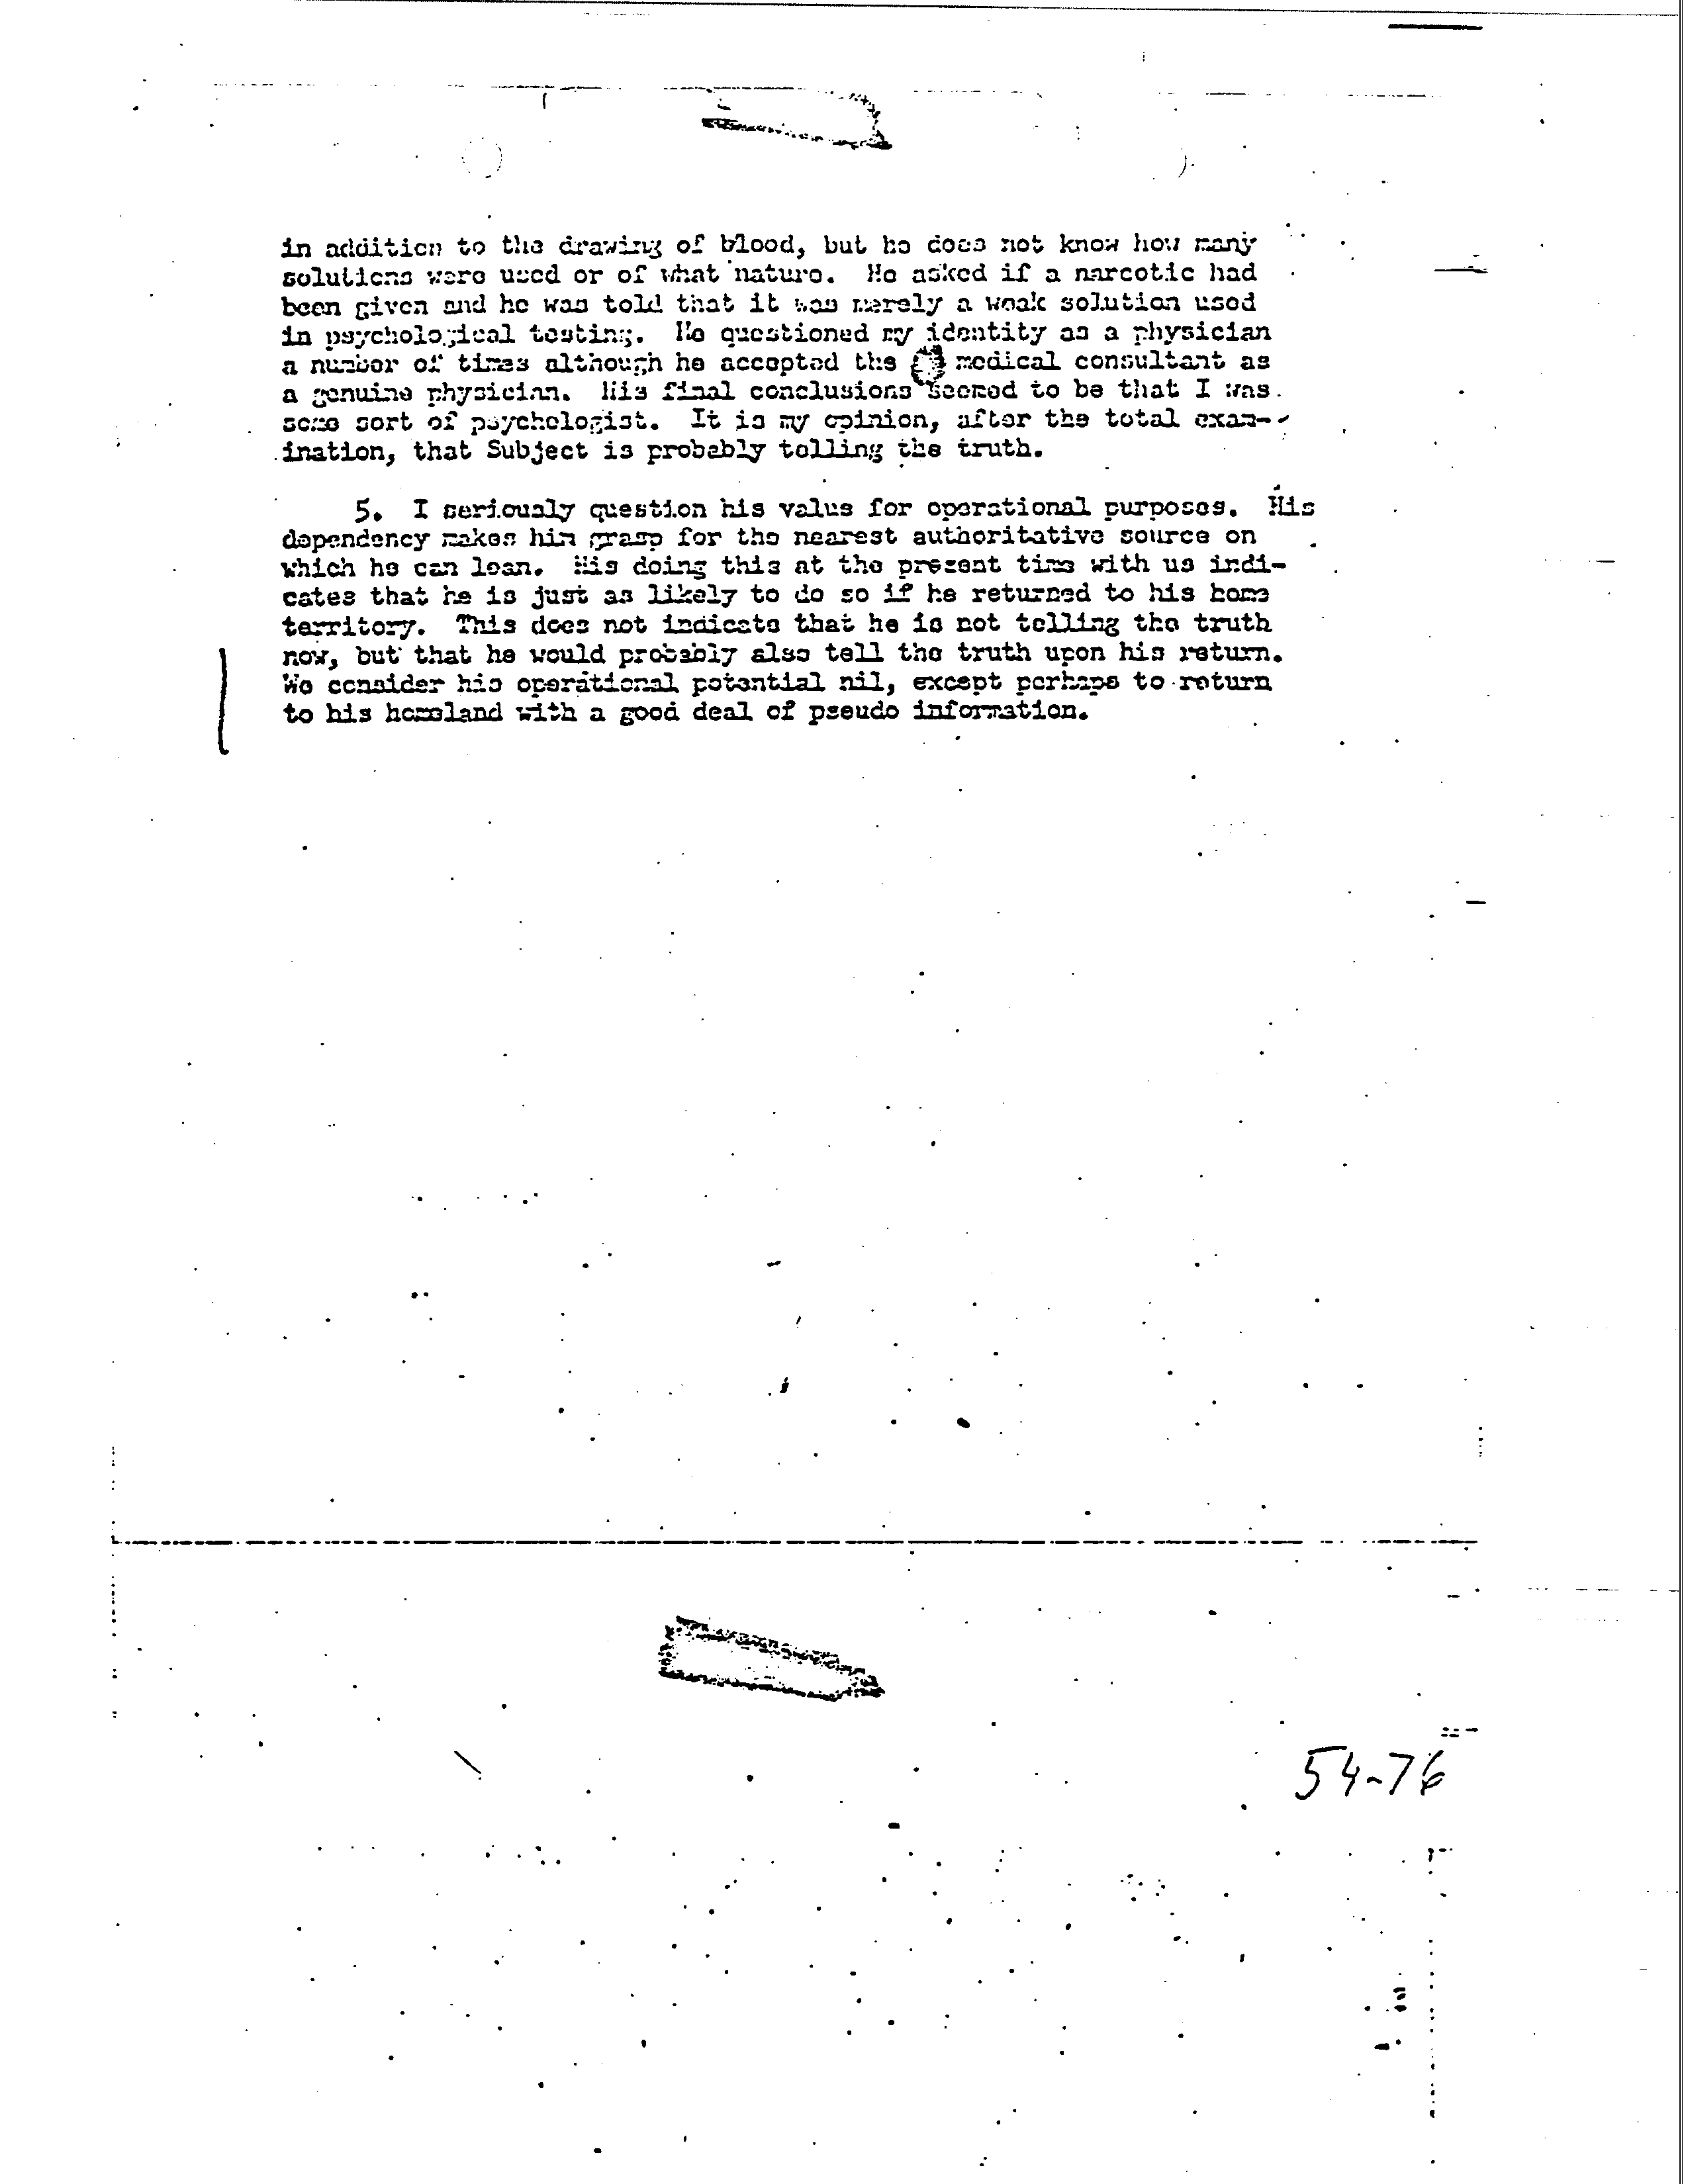 in addition to the drawing of blood, but he does not know how many
solutions were used or of what nature. He asked if a narcotic had
been given and he was told that it was merely a weak solution used
in psychological testing. He questioned my identity as a physician
a number of times although he accepted the medical consultant as
a genuine physician. His final conclusions seemed to be that I was
some sort of psychologist. It is my opinion, after the total exam-
ination, that Subject is probably telling the truth.
5. I seriously question his value for operational purposes. His
dependency makes him grasp for the nearest authoritative source on
which he can lean. His doing this at the present time with us indi-
cates that he is just as likely to do so if he returned to his home
territory. This does not indicate that he is not telling the truth
now, but that he would probably also tell the truth upon his return.
We consider his operational potential nil, except perhaps to return
to his homeland with a good deal of pseudo information.
54-76